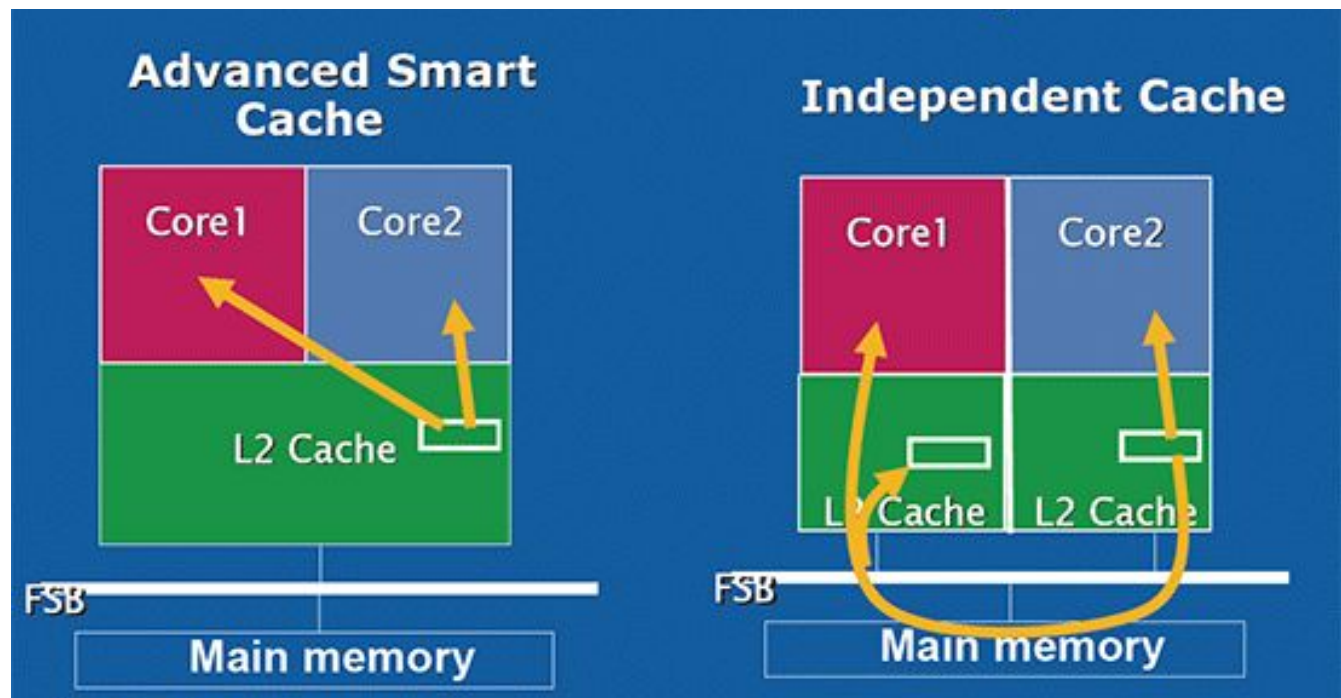 Advanced Smart
Cache
Core1
Core2
L2 Cache
FSB
Main memory
Independent Cache
Core1
Core2
L2 Cache
L2 Cache
FSB
Main memory